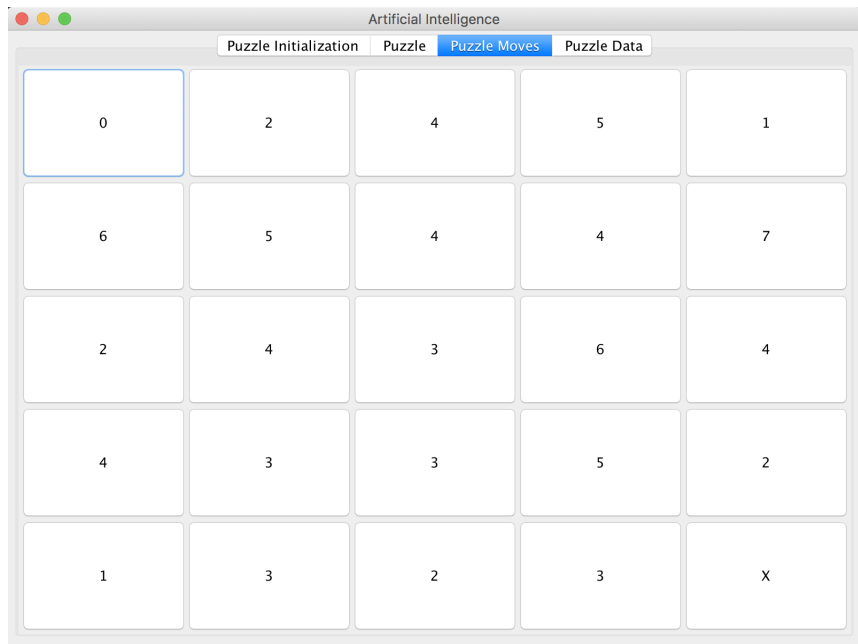 Artificial Intelligence
Puzzle Initialization Puzzle Puzzle Moves Puzzle Data
0 2 4 5 1
6 5 4 4 7
2 4 3 6 4
4 3 3 5 2
1 3 2 3 X